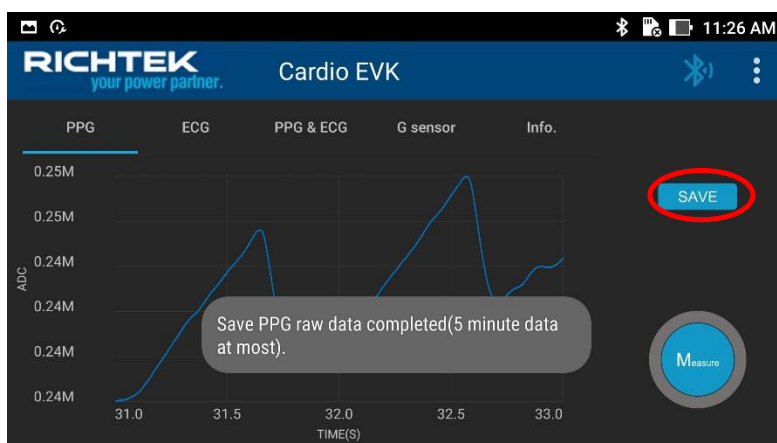 11:26 AM
RICHTEK
your power partner.
Cardio EVK
PPG
ECG
PPG & ECG
G sensor
Info.
0.25M
0.25M
0.24M
0.24M
0.24M
0.24M
ADC
31.0
31.5
32.0
32.5
33.0
TIME(S)
Save PPG raw data completed(5 minute data
at most).
SAVE
Measure